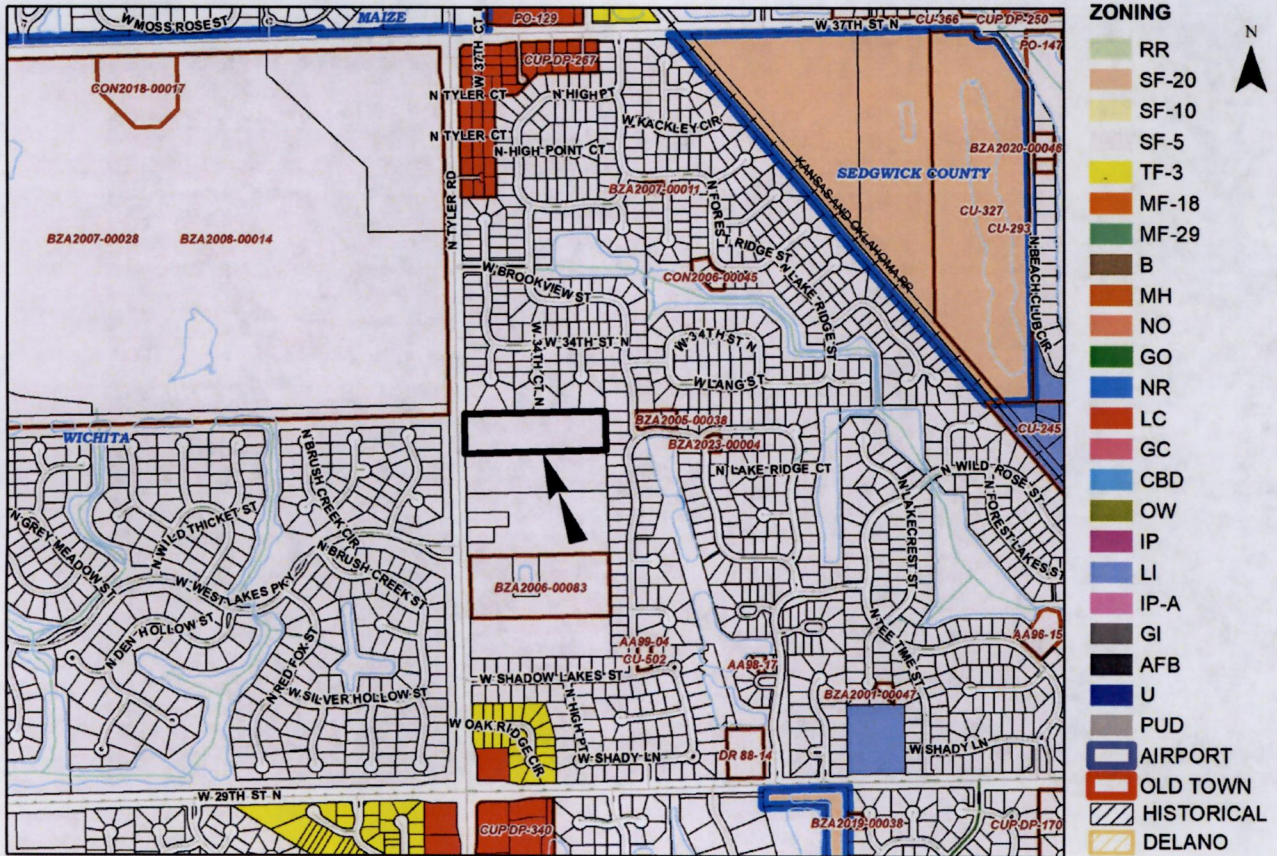 W MOSS ROSE ST
MAIZE
W 37TH CT
PO-129
W 37TH ST N
CU-366
CUP DP-250
PO-147
CON2018-00017
CUP DP-267
N TYLER CT
N HIGH PT
W KACKLEY CIR
N TYLER CT
N HIGH POINT CT
BZA2020-00046
KANSAS AND OKLAHOMA RR
SEDGWICK COUNTY
N TYLER RD
BZA2007-00011
N FOREST RIDGE ST
CU-327
CU-293
BZA2007-00028
BZA2008-00014
N LAKE RIDGE ST
N BEACH CLUB CIR
W BROOKVIEW ST
CON2006-00045
W 34TH CT N
W 34TH ST N
W 34TH ST N
W LANG ST
WICHITA
BZA2005-00038
CU-245
BZA2023-00004
N BRUSH CREEK CIR
N LAKE RIDGE CT
N WILD ROSE ST
N GREY MEADOW ST
N WILD THICKET ST
N LAKECREST ST
N FOREST LAKES ST
N BRUSH CREEK ST
W WEST LAKES PKY
BZA2006-00083
N DEN HOLLOW ST
N RED FOX ST
N TEE TIME ST
AA99-04
CU-502
AA98-17
AA96-15
W SHADOW LAKES ST
W SILVER HOLLOW ST
N HIGH PT
BZA2001-00047
W OAK RIDGE CIR
W SHADY LN
DR 88-14
W SHADY LN
W 29TH ST N
CUP DP-340
BZA2019-00038
CUP DP-170
ZONING
RR
SF-20
SF-10
SF-5
TF-3
MF-18
MF-29
B
MH
NO
GO
NR
LC
GC
CBD
OW
IP
LI
IP-A
GI
AFB
U
PUD
AIRPORT
OLD TOWN
HISTORICAL
DELANO
N